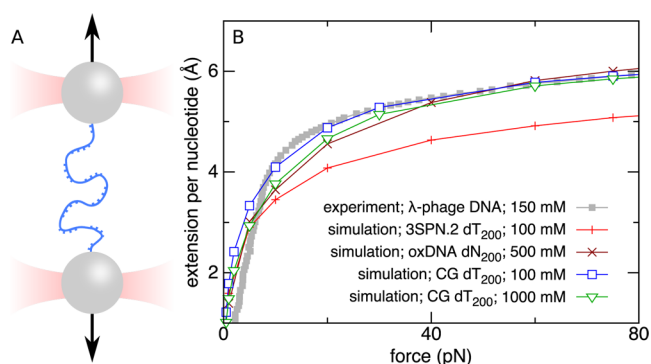 A
B
extension per nucleotide (Å)
6
4
2
experiment; λ-phage DNA; 150 mM
simulation; 3SPN.2 dT200; 100 mM
simulation; oxDNA dN200; 500 mM
simulation; CG dT200; 100 mM
simulation; CG dT200; 1000 mM
0 40 80
force (pN)